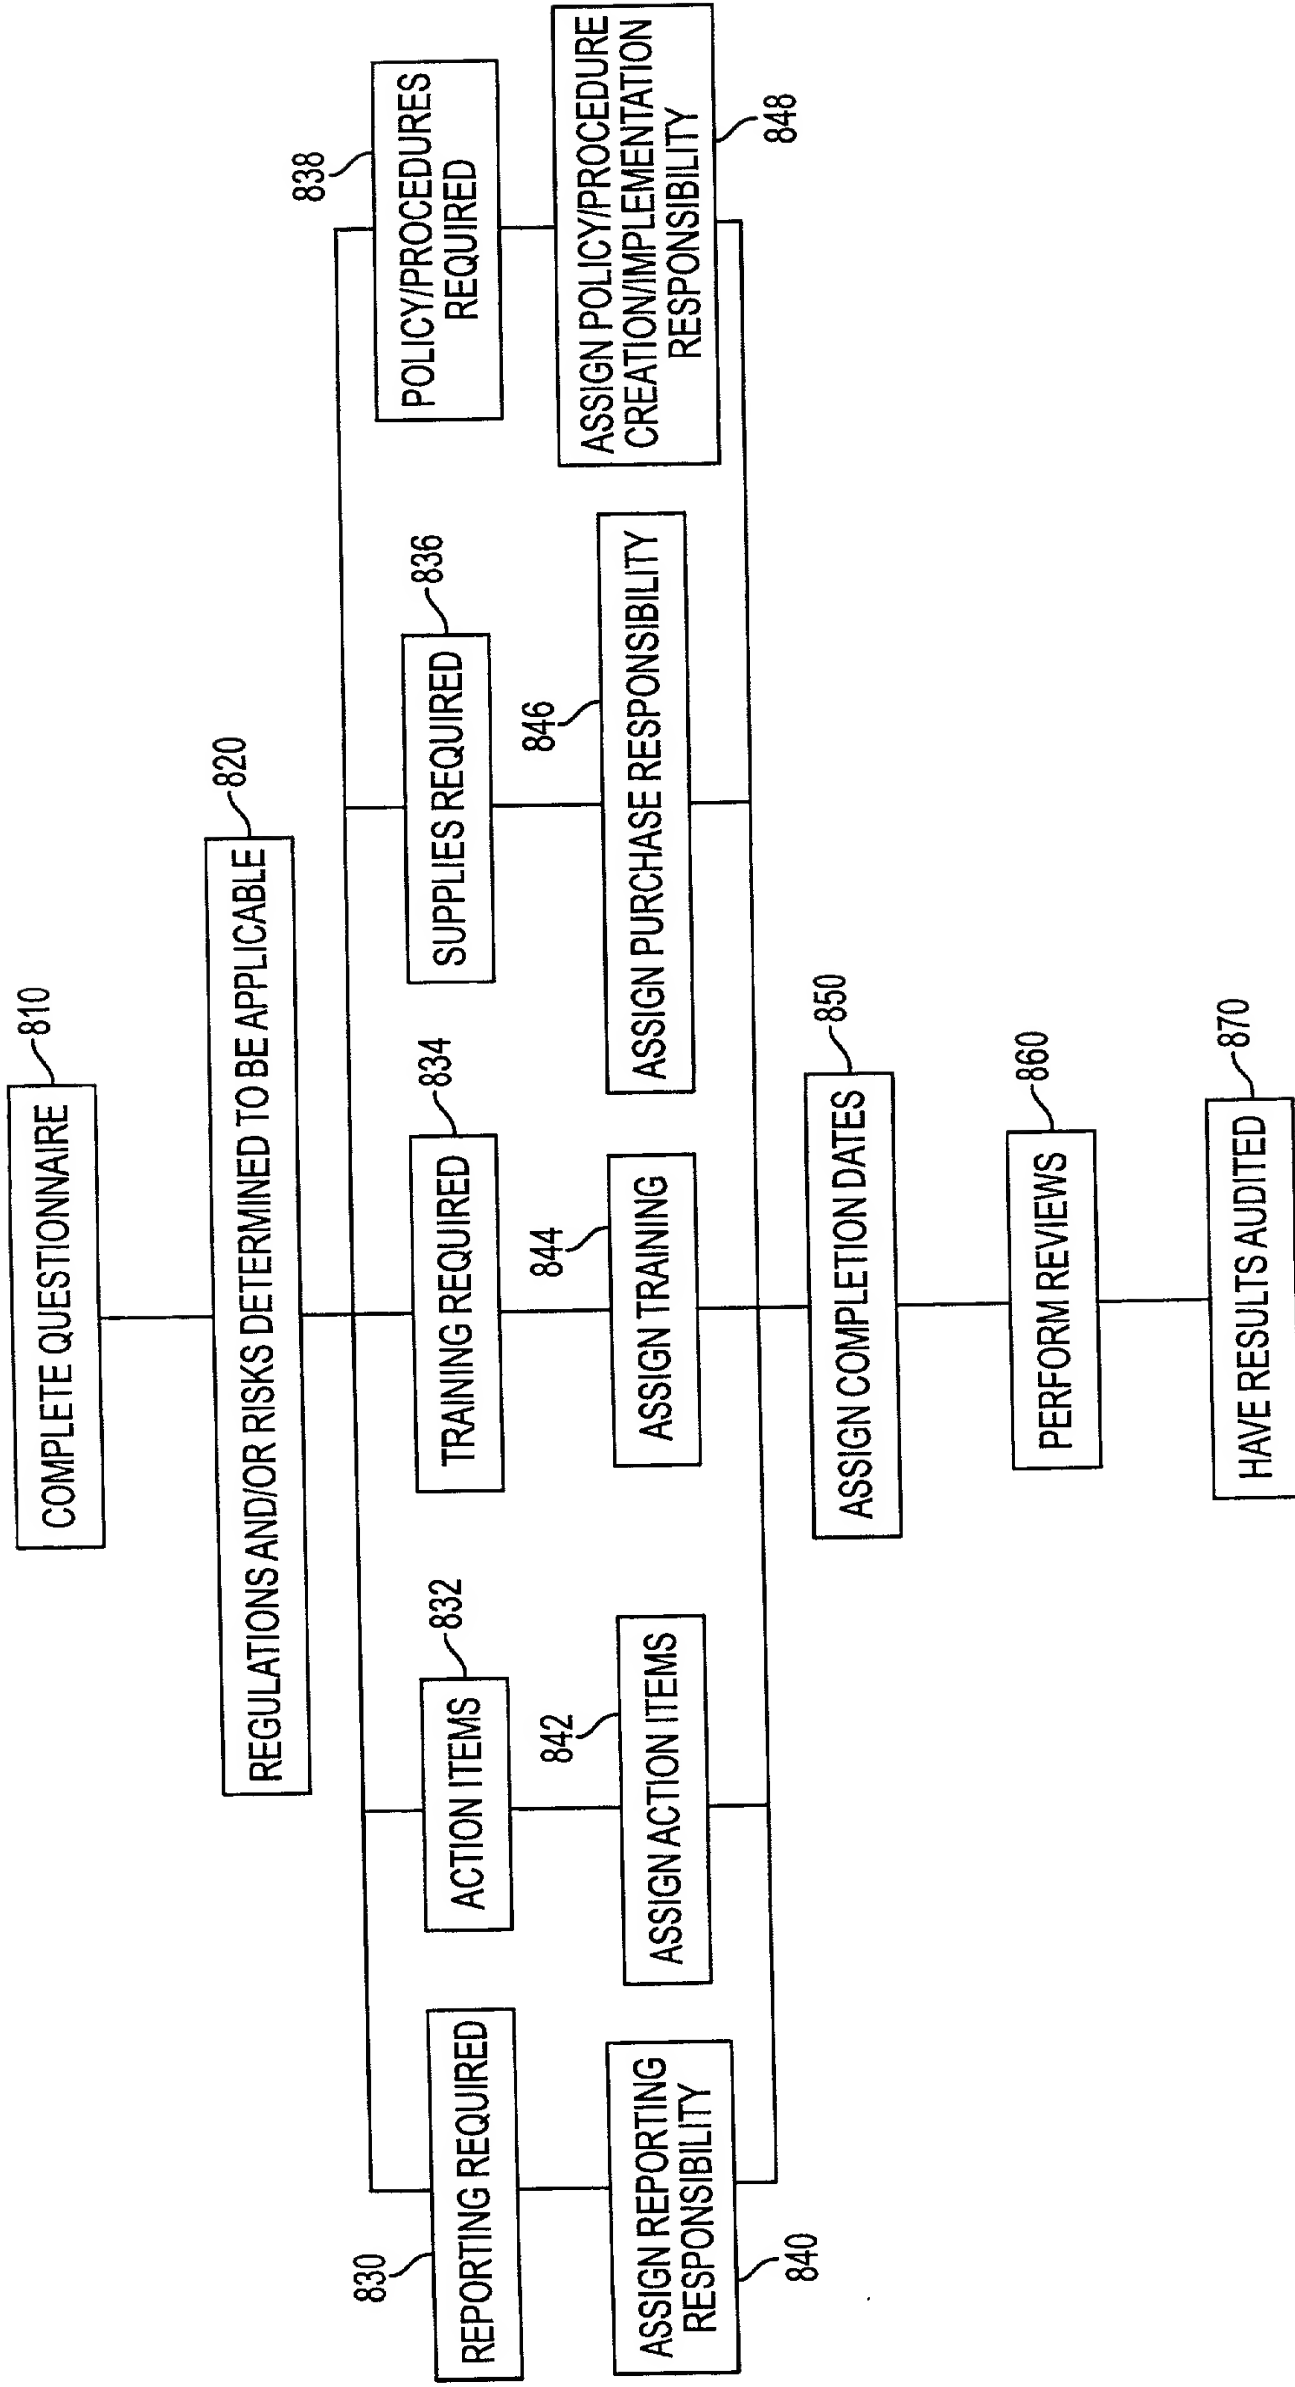 COMPLETE QUESTIONNAIRE
810
REGULATIONS AND/OR RISKS DETERMINED TO BE APPLICABLE
820
830
REPORTING REQUIRED
ACTION ITEMS
832
TRAINING REQUIRED
834
SUPPLIES REQUIRED
836
838
POLICY/PROCEDURES
REQUIRED
ASSIGN REPORTING
RESPONSIBILITY
840
842
ASSIGN ACTION ITEMS
844
ASSIGN TRAINING
846
ASSIGN PURCHASE RESPONSIBILITY
ASSIGN POLICY/PROCEDURE
CREATION/IMPLEMENTATION
RESPONSIBILITY
848
ASSIGN COMPLETION DATES
850
PERFORM REVIEWS
860
HAVE RESULTS AUDITED
870